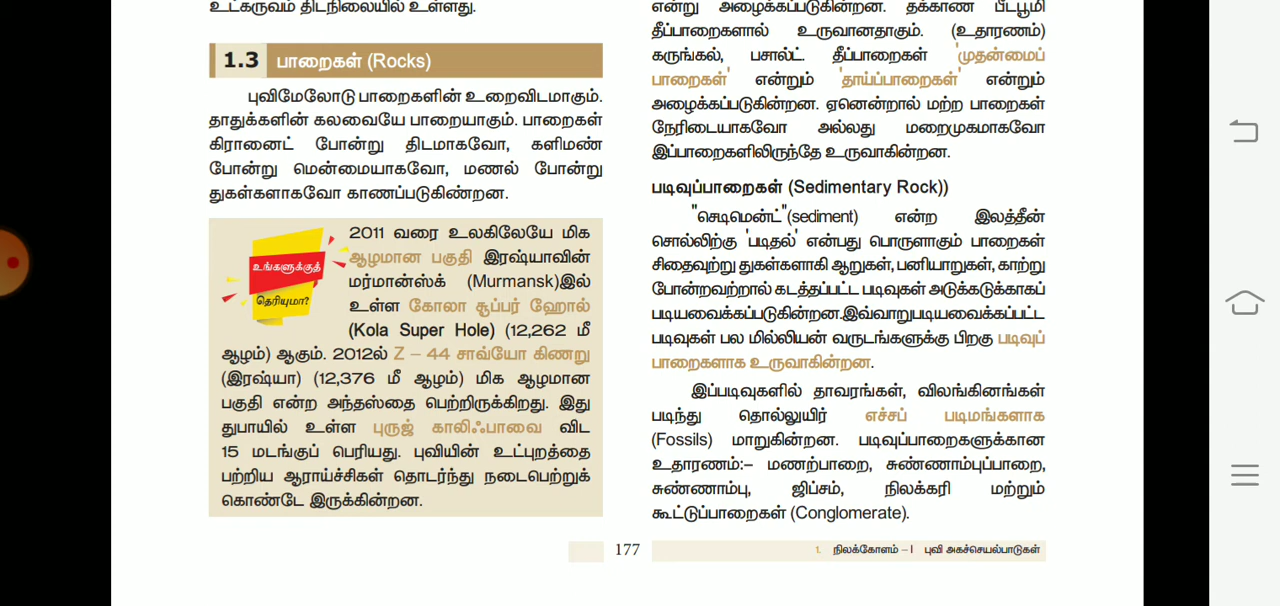 உட்கருவம் திடநிலையில் உள்ளது.
1.3 பாறைகள் (Rocks)
புவிமேலோடு பாறைகளின் உறைவிடமாகும்.
தாதுக்களின் கலவையே பாறையாகும். பாறைகள்
கிரானைட் போன்று திடமாகவோ, களிமண்
போன்று மென்மையாகவோ, மணல் போன்று
துகள்களாகவோ காணப்படுகிண்றன.
உங்களுக்குத்
தெரியுமா?
2011 வரை உலகிலேயே மிக
ஆழமான பகுதி இரஷ்யாவின்
மர்மான்ஸ்க் (Murmansk)இல்
உள்ள கோலா சூப்பர் ஹோல்
(Kola Super Hole) (12,262 மீ
ஆழம்) ஆகும். 2012ல் Z – 44 சாவ்யோ கிணறு
(இரஷ்யா) (12,376 மீ ஆழம்) மிக ஆழமான
பகுதி என்ற அந்தஸ்தை பெற்றிருக்கிறது. இது
துபாயில் உள்ள புருஜ் காலிஃபாவை விட
15 மடங்குப் பெரியது. புவியின் உட்புறத்தை
பற்றிய ஆராய்ச்சிகள் தொடர்ந்து நடைபெற்றுக்
கொண்டே இருக்கின்றன.
என்று அழைக்கப்படுகின்றன. தக்காண பீடபூமி
தீப்பாறைகளால் உருவானதாகும். (உதாரணம்)
கருங்கல், பசால்ட். தீப்பாறைகள் 'முதன்மைப்
பாறைகள்' என்றும் 'தாய்ப்பாறைகள்' என்றும்
அழைக்கப்படுகின்றன. ஏனென்றால் மற்ற பாறைகள்
நேரிடையாகவோ அல்லது மறைமுகமாகவோ
இப்பாறைகளிலிருந்தே உருவாகின்றன.
படிவுப்பாறைகள் (Sedimentary Rock))
"செடிமென்ட்"(sediment) என்ற இலத்தீன்
சொல்லிற்கு 'படிதல்' என்பது பொருளாகும் பாறைகள்
சிதைவுற்று துகள்களாகி ஆறுகள், பனியாறுகள், காற்று
போன்றவற்றால் கடத்தப்பட்ட படிவுகள் அடுக்கடுக்காகப்
படியவைக்கப்படுகின்றன.இவ்வாறுபடியவைக்கப்பட்ட
படிவுகள் பல மில்லியன் வருடங்களுக்கு பிறகு படிவுப்
பாறைகளாக உருவாகின்றன.
இப்படிவுகளில் தாவரங்கள், விலங்கினங்கள்
படிந்து தொல்லுயிர் எச்சப் படிமங்களாக
(Fossils) மாறுகின்றன. படிவுப்பாறைகளுக்கான
உதாரணம்:– மணற்பாறை, சுண்ணாம்புப்பாறை,
சுண்ணாம்பு, ஜிப்சம், நிலக்கரி மற்றும்
கூட்டுப்பாறைகள் (Conglomerate).
177
1. நிலக்கோளம் – I புவி அகச்செயல்பாடுகள்